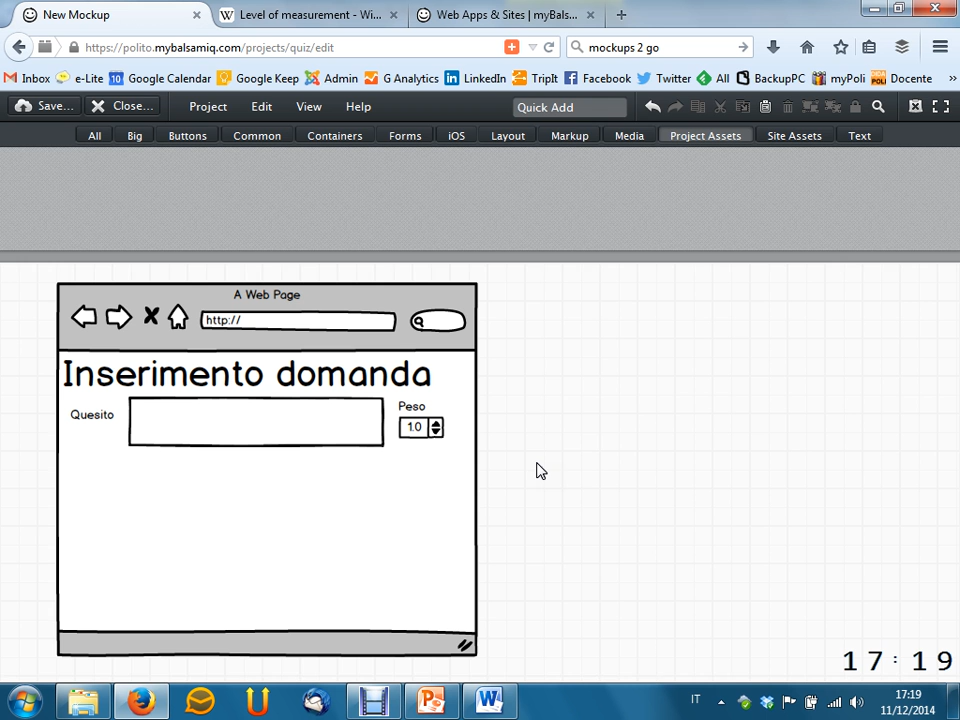 New Mockup
Level of measurement - Wi...
Web Apps & Sites | myBals...
https://polito.mybalsamiq.com/projects/quiz/edit
mockups 2 go
Inbox
e-Lite
10
Google Calendar
Google Keep
Admin
G Analytics
LinkedIn
TripIt
Facebook
Twitter
All
BackupPC
myPoli
Docente
Save...
Close...
Project
Edit
View
Help
Quick Add
All
Big
Buttons
Common
Containers
Forms
iOS
Layout
Markup
Media
Project Assets
Site Assets
Text
A Web Page
http://
Inserimento domanda
Quesito
Peso
1.0
17:19
IT
17:19
11/12/2014